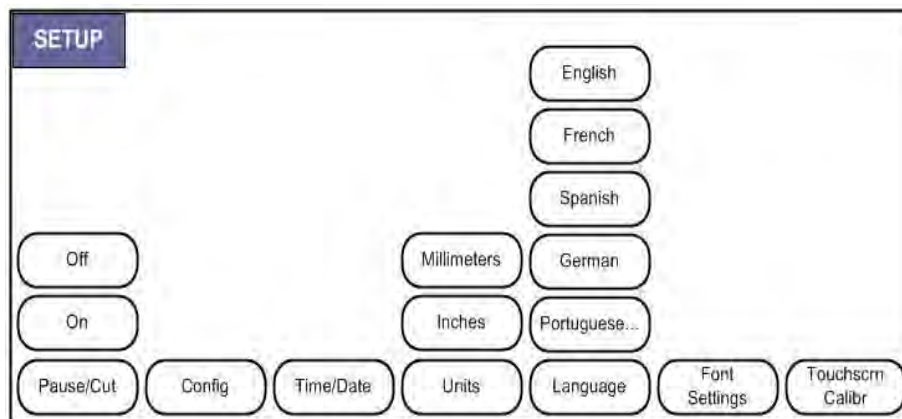 SETUP
English
French
Spanish
Off
Millimeters
German
On
Inches
Portuguese...
Pause/Cut
Config
Time/Date
Units
Language
Font
Settings
Touchscrn
Calibr